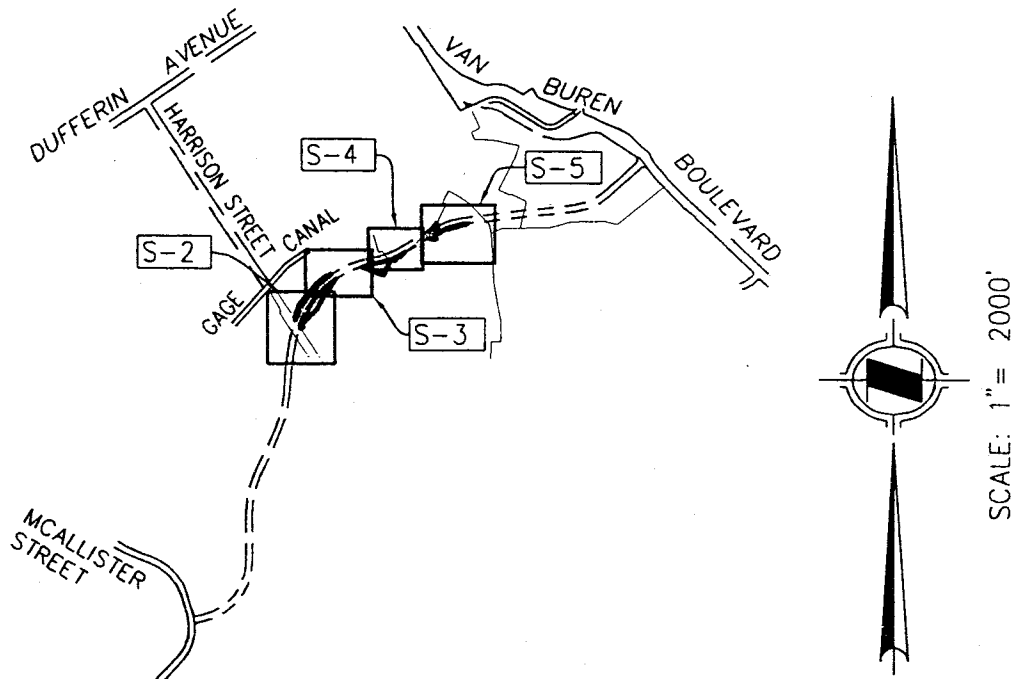 DUFFERIN AVENUE
HARRISON STREET
VAN BUREN BOULEVARD
S-4
S-5
S-2
GAGE CANAL
S-3
MCALLISTER
STREET
SCALE: 1" = 2000'